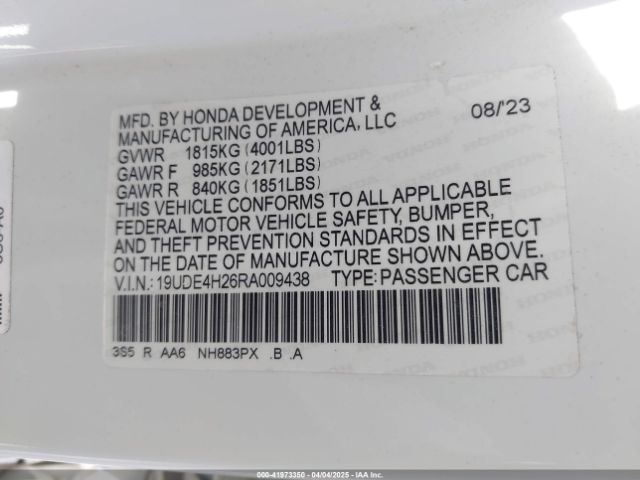 MFD. BY HONDA DEVELOPMENT &
MANUFACTURING OF AMERICA, LLC 08/'23
GVWR 1815KG (4001LBS)
GAWR F 985KG (2171LBS)
GAWR R 840KG (1851LBS)
THIS VEHICLE CONFORMS TO ALL APPLICABLE
FEDERAL MOTOR VEHICLE SAFETY, BUMPER,
AND THEFT PREVENTION STANDARDS IN EFFECT
ON THE DATE OF MANUFACTURE SHOWN ABOVE.
V.I.N.: 19UDE4H26RA009438 TYPE: PASSENGER CAR
3S5 R AA6 NH883PX .B .A
000-41973350 - 04/04/2025 - IAA Inc.